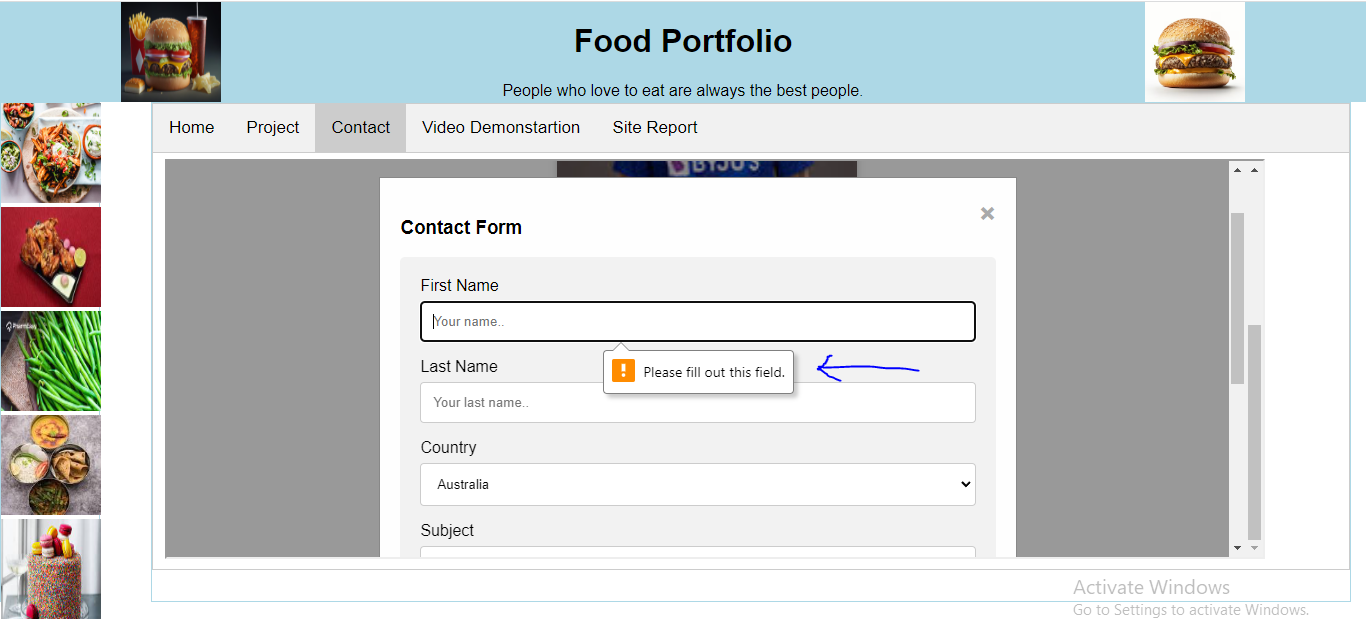 Food Portfolio
People who love to eat are always the best people.
Home Project Contact Video Demonstartion Site Report
BYJU'S
×
Contact Form
First Name
Your name..
! Please fill out this field.
Last Name
Your last name..
Country
Australia
Subject
Activate Windows
Go to Settings to activate Windows.